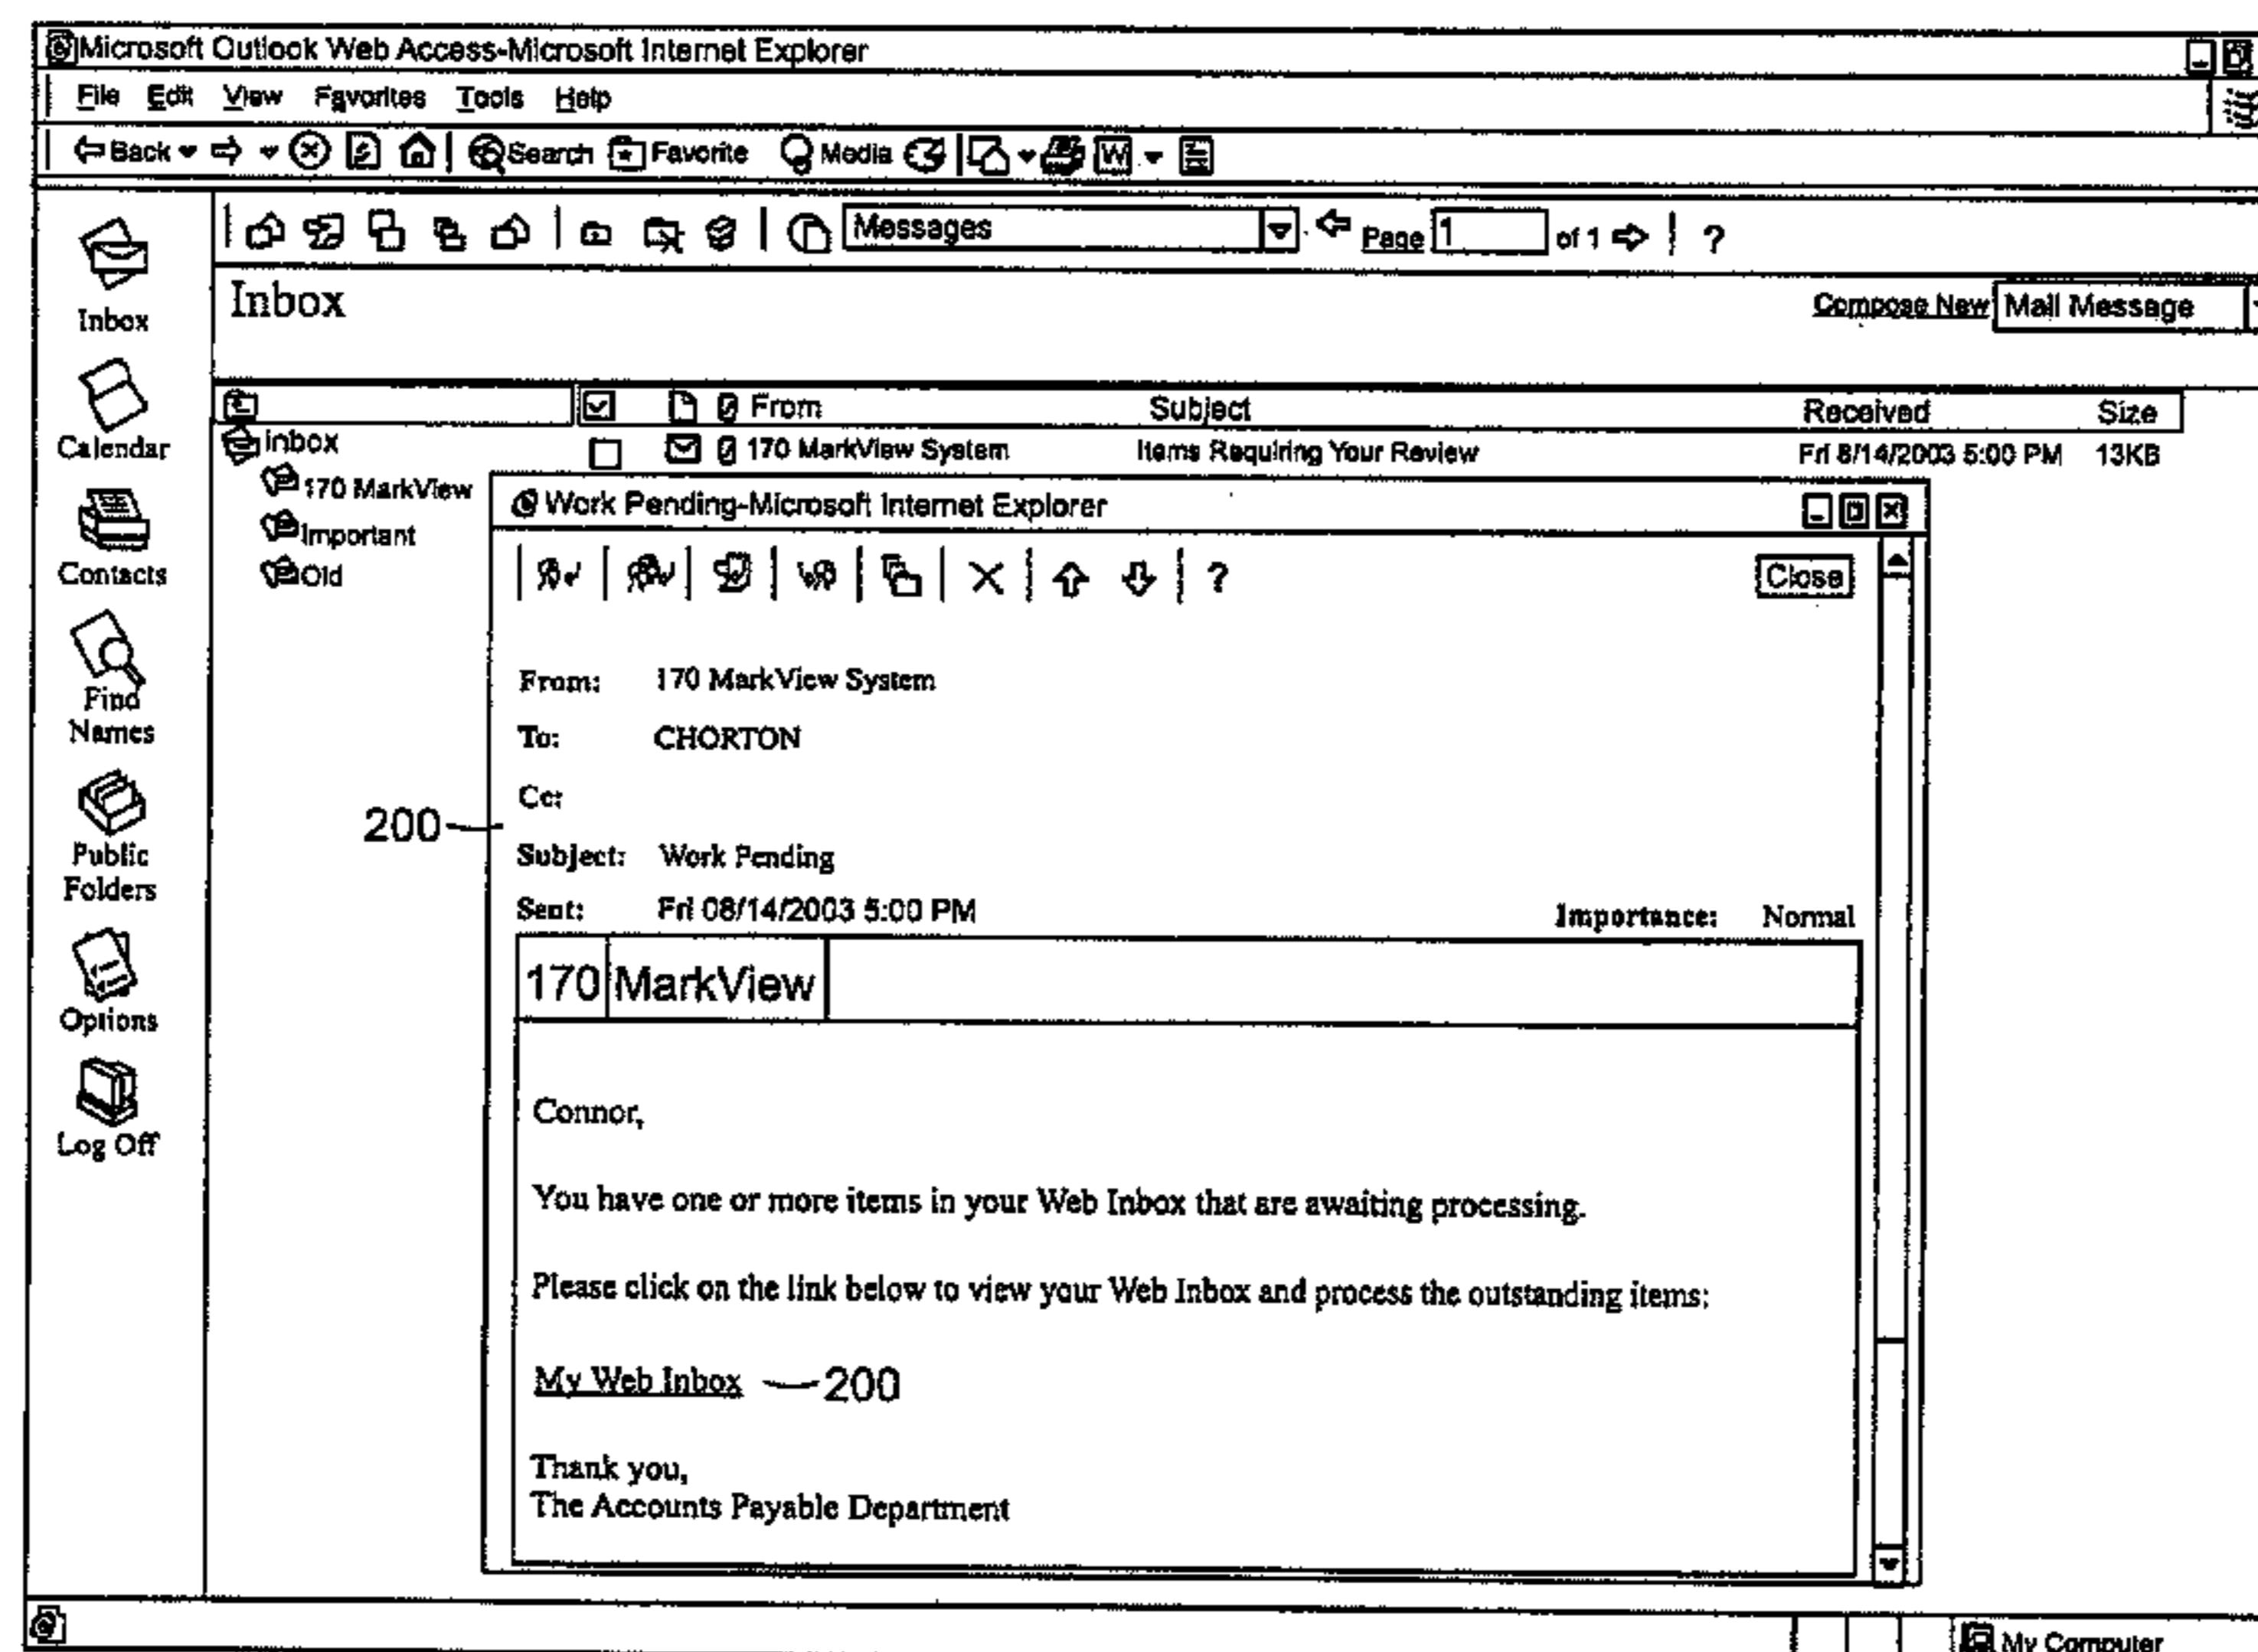 Microsoft Outlook Web Access-Microsoft Internet Explorer
File Edit View Favorites Tools Help
Back Search Favorite Media W
Messages Page 1 of 1 ?
Inbox
Inbox
Compose New Mail Message
Calendar
From Subject Received Size
inbox
170 MarkView System Items Requiring Your Review Fri 8/14/2003 5:00 PM 13KB
170 MarkView
Important
Old
Contacts
Find
Names
Public
Folders
Options
Log Off
Work Pending-Microsoft Internet Explorer
? Close
From: 170 MarkView System
To: CHORTON
Cc:
200
Subject: Work Pending
Sent: Fri 08/14/2003 5:00 PM Importance: Normal
170 MarkView
Connor,
You have one or more items in your Web Inbox that are awaiting processing.
Please click on the link below to view your Web Inbox and process the outstanding items:
My Web Inbox 200
Thank you,
The Accounts Payable Department
My Computer